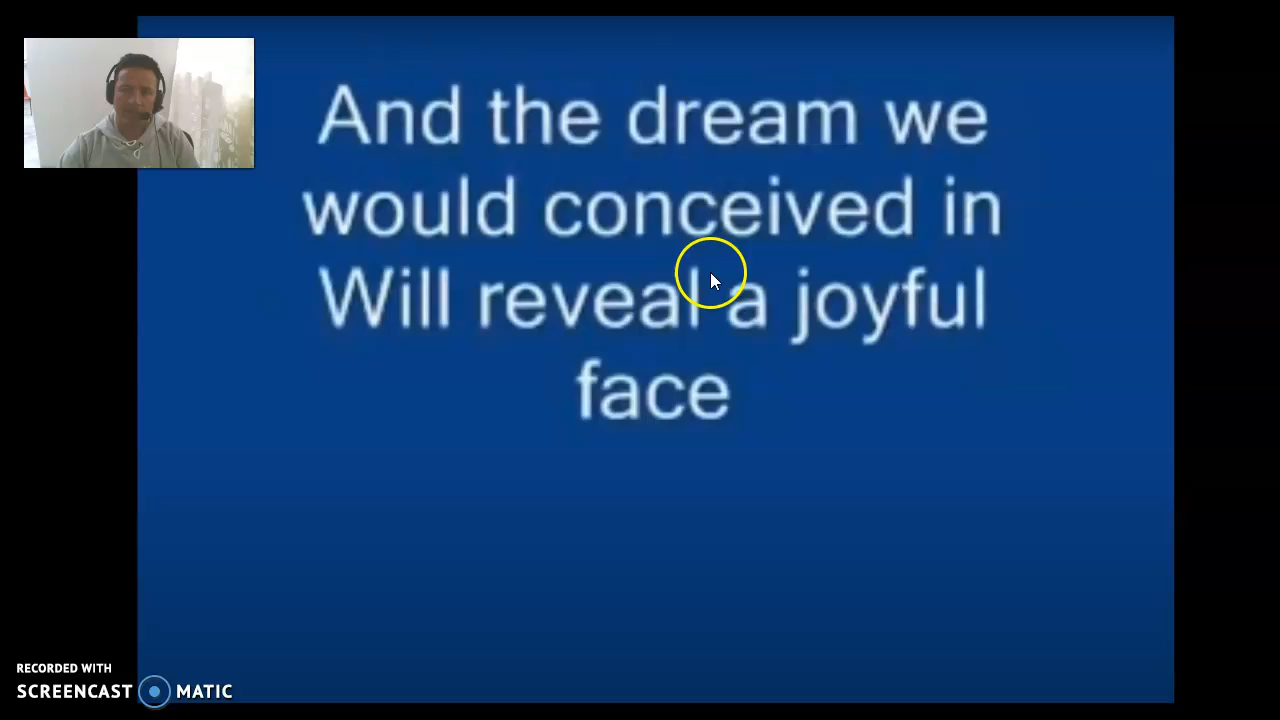 And the dream we
would conceived in
Will reveal a joyful
face
RECORDED WITH
SCREENCAST MATIC